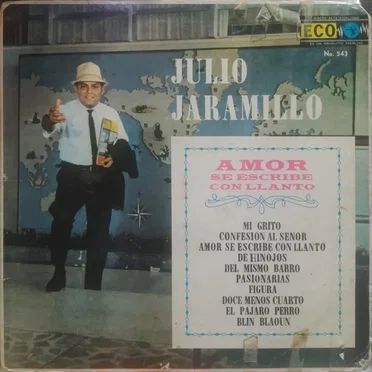 ECO
No. 543
JULIO
JARAMILLO
AMOR
SE ESCRIBE
CON LLANTO
MI GRITO
CONFESION AL SEÑOR
AMOR SE ESCRIBE CON LLANTO
DE HINOJOS
DEL MISMO BARRO
PASIONARIAS
FIGURA
DOCE MENOS CUARTO
EL PAJARO PERRO
BLIN BLAOUN